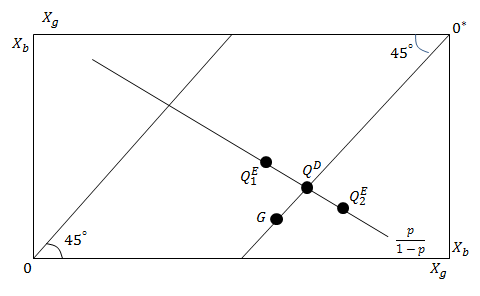 X_g
0*
X_b
45°
Q^D
Q_1^E
Q_2^E
G
45°
p/(1-p)
X_b
0
X_g